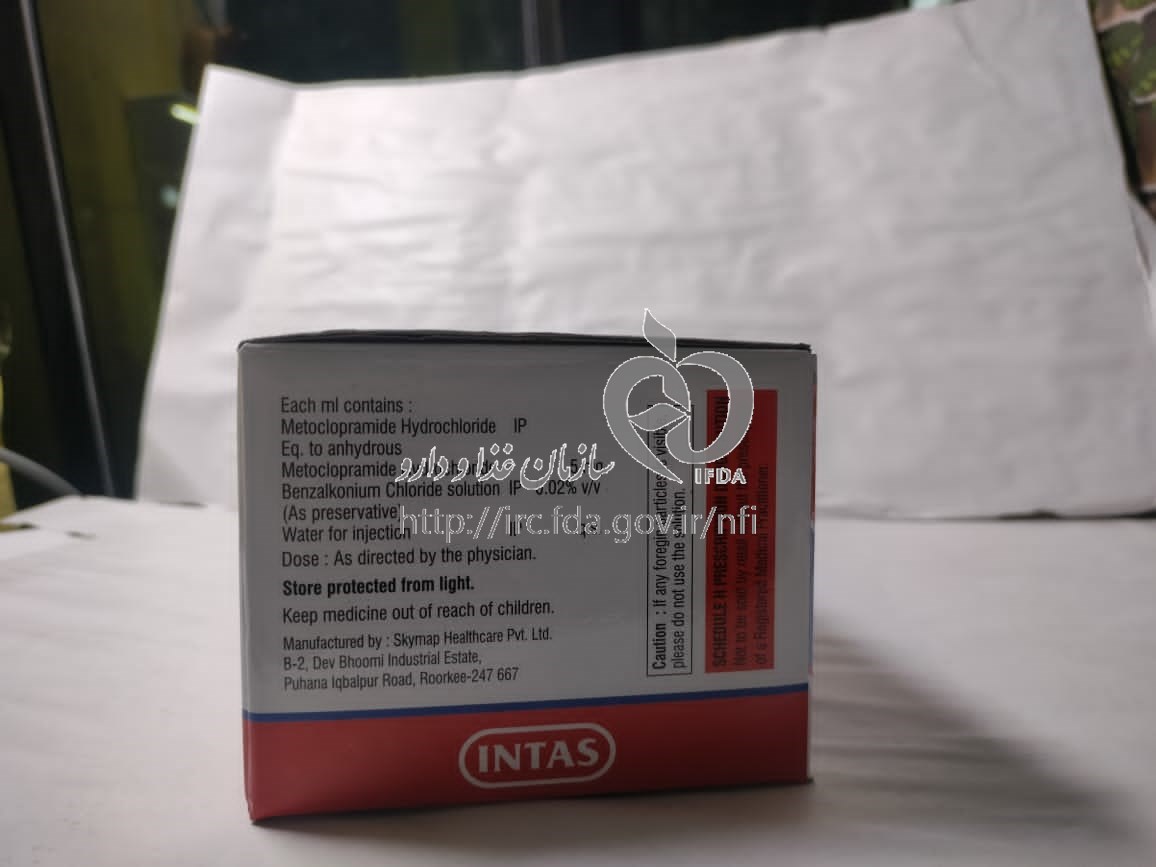 Each ml contains :
Metoclopramide Hydrochloride IP
Eq. to anhydrous
Metoclopramide
Benzalkonium Chloride solution IP 0.02% v/v
(As preservative)
Water for injection
Dose : As directed by the physician.
Store protected from light.
Keep medicine out of reach of children.
Manufactured by : Skymap Healthcare Pvt. Ltd.
B-2, Dev Bhoomi Industrial Estate,
Puhana Iqbalpur Road, Roorkee-247 667
Caution : If any foreign
please do not use the solution.
SCHEDULE H
Not to be sold by
of a Registered Medical Practitioner.
INTAS
سازمان غذا و دارو
IFDA
http://irc.fda.gov.ir/nfi